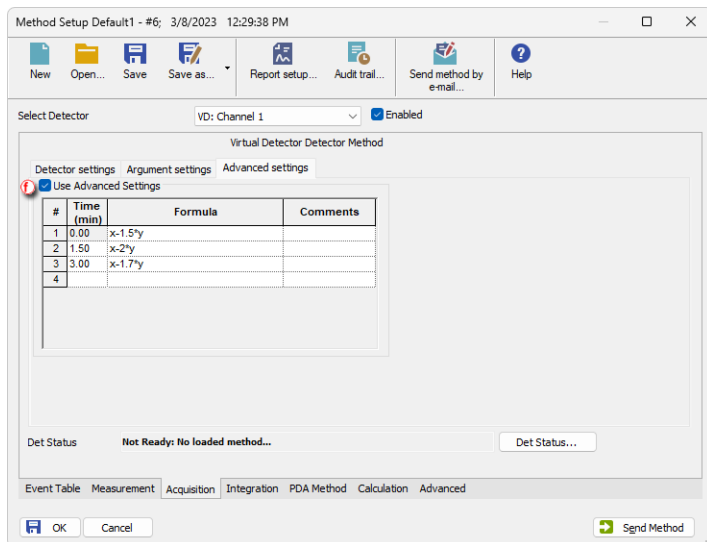 Method Setup Default1 - #6; 3/8/2023 12:29:38 PM
New Open... Save Save as... Report setup... Audit trail... Send method by e-mail... Help
Select Detector VD: Channel 1 Enabled
Virtual Detector Detector Method
Detector settings Argument settings Advanced settings
f Use Advanced Settings
# Time (min) Formula Comments
1 0.00 x-1.5*y
2 1.50 x-2*y
3 3.00 x-1.7*y
4
Det Status Not Ready: No loaded method... Det Status...
Event Table Measurement Acquisition Integration PDA Method Calculation Advanced
OK Cancel Send Method